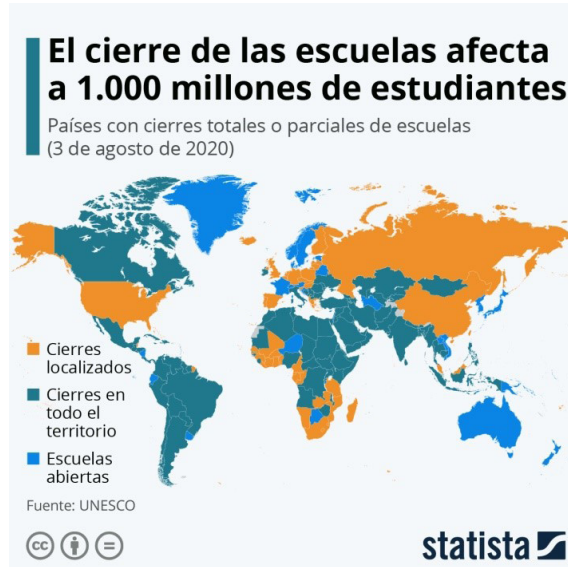 El cierre de las escuelas afecta
a 1.000 millones de estudiantes
Países con cierres totales o parciales de escuelas
(3 de agosto de 2020)
Cierres
localizados
Cierres en
todo el
territorio
Escuelas
abiertas
Fuente: UNESCO
cc
statista